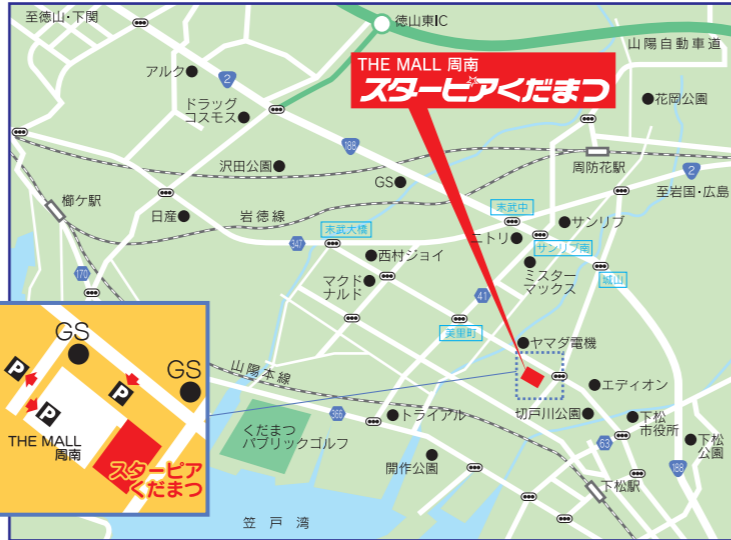 至徳山・下関
徳山東IC
山陽自動車道
アルク
2
ドラッグ
コスモス
THE MALL 周南
スターピアくだまつ
花岡公園
188
沢田公園
GS
周防花駅
2
至岩国・広島
櫛ケ駅
日産
岩徳線
末武大橋
347
末武中
サンリブ
ニトリ
サンリブ南
西村ジョイ
170
マクド
ナルド
ミスター
マックス
城山
41
美里町
ヤマダ電機
山陽本線
エディオン
366
トライアル
切戸川公園
下松
市役所
くだまつ
パブリックゴルフ
63
下松
公園
開作公園
188
下松駅
笠戸湾
GS
GS
P
P
P
THE MALL
周南
スターピア
くだまつ